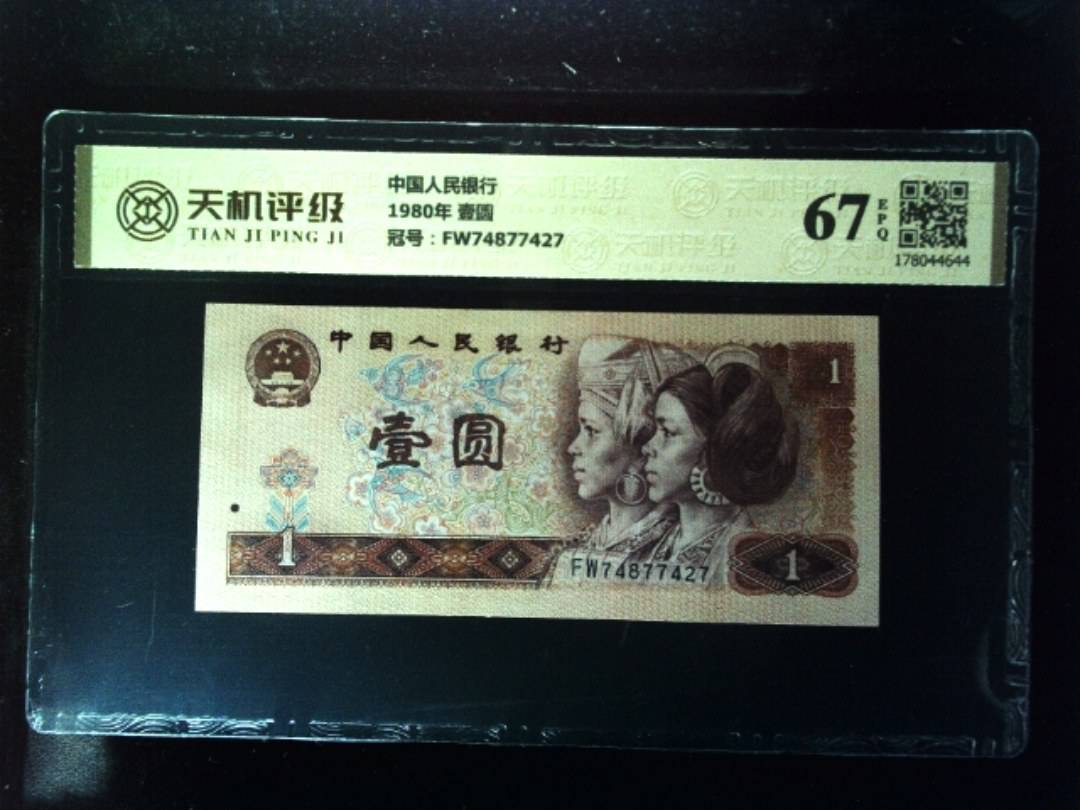 天机评级
TIAN JI PING JI
中国人民银行
1980年 壹圆
冠号：FW74877427
67
EPQ
178044644
中国人民银行
1
壹圆
1
FW74877427
1